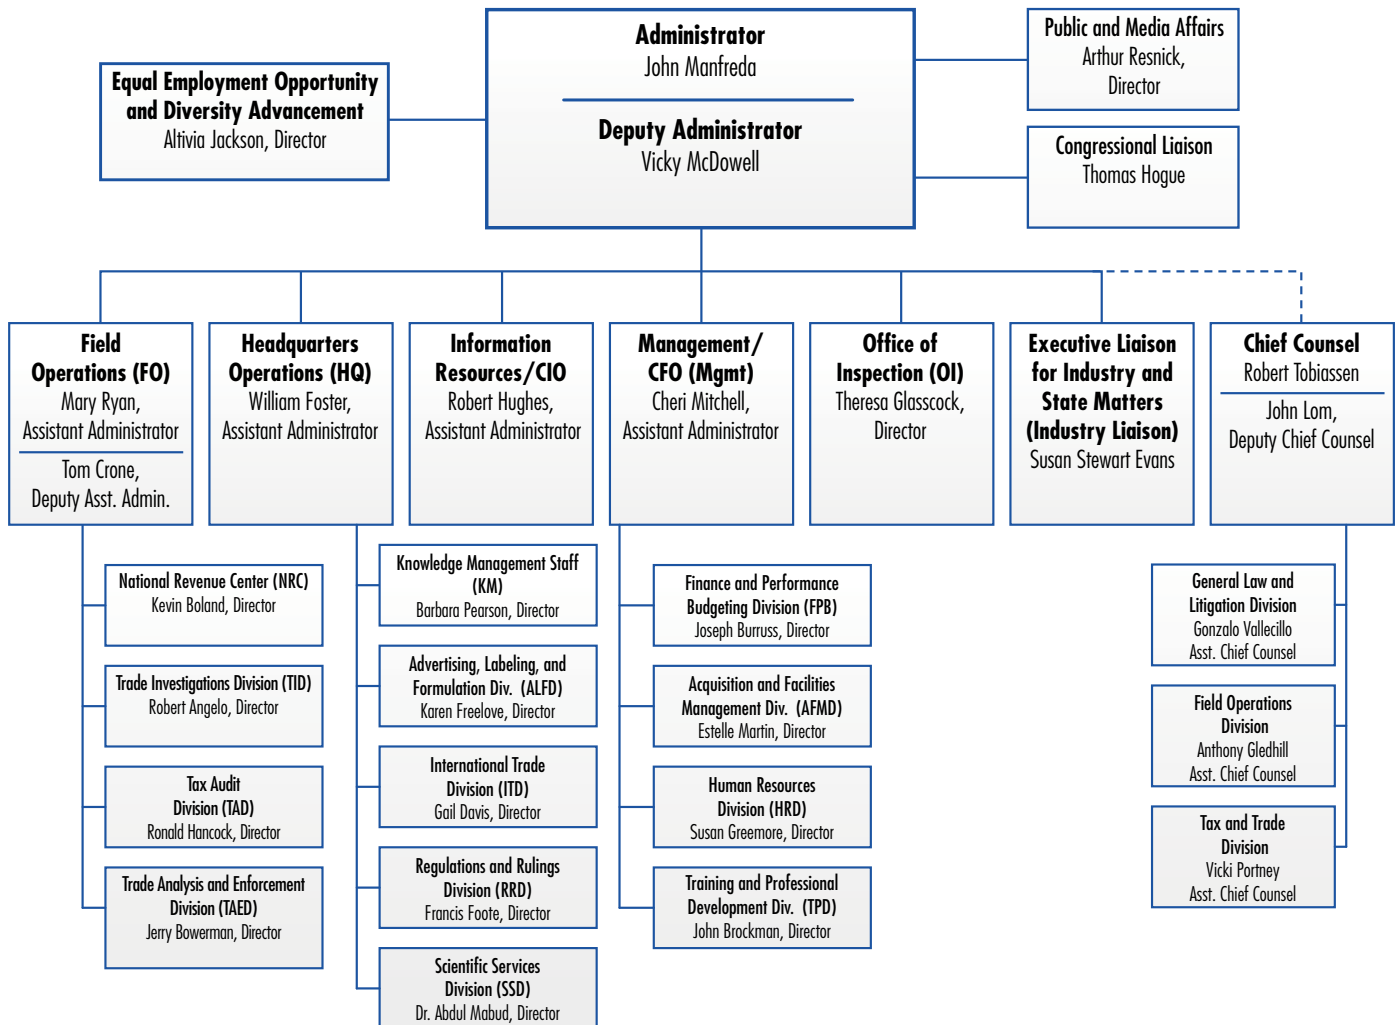 Administrator
John Manfreda
Deputy Administrator
Vicky McDowell
Equal Employment Opportunity
and Diversity Advancement
Altivia Jackson, Director
Public and Media Affairs
Arthur Resnick,
Director
Congressional Liaison
Thomas Hogue
Field
Operations (FO)
Mary Ryan,
Assistant Administrator
Tom Crone,
Deputy Asst. Admin.
Headquarters
Operations (HQ)
William Foster,
Assistant Administrator
Information
Resources/CIO
Robert Hughes,
Assistant Administrator
Management/
CFO (Mgmt)
Cheri Mitchell,
Assistant Administrator
Office of
Inspection (OI)
Theresa Glasscock,
Director
Executive Liaison
for Industry and
State Matters
(Industry Liaison)
Susan Stewart Evans
Chief Counsel
Robert Tobiassen
John Lom,
Deputy Chief Counsel
National Revenue Center (NRC)
Kevin Boland, Director
Trade Investigations Division (TID)
Robert Angelo, Director
Tax Audit
Division (TAD)
Ronald Hancock, Director
Trade Analysis and Enforcement
Division (TAED)
Jerry Bowerman, Director
Knowledge Management Staff
(KM)
Barbara Pearson, Director
Advertising, Labeling, and
Formulation Div. (ALFD)
Karen Freelove, Director
International Trade
Division (ITD)
Gail Davis, Director
Regulations and Rulings
Division (RRD)
Francis Foote, Director
Scientific Services
Division (SSD)
Dr. Abdul Mabud, Director
Finance and Performance
Budgeting Division (FPB)
Joseph Burruss, Director
Acquisition and Facilities
Management Div. (AFMD)
Estelle Martin, Director
Human Resources
Division (HRD)
Susan Greemore, Director
Training and Professional
Development Div. (TPD)
John Brockman, Director
General Law and
Litigation Division
Gonzalo Vallecillo
Asst. Chief Counsel
Field Operations
Division
Anthony Gledhill
Asst. Chief Counsel
Tax and Trade
Division
Vicki Portney
Asst. Chief Counsel